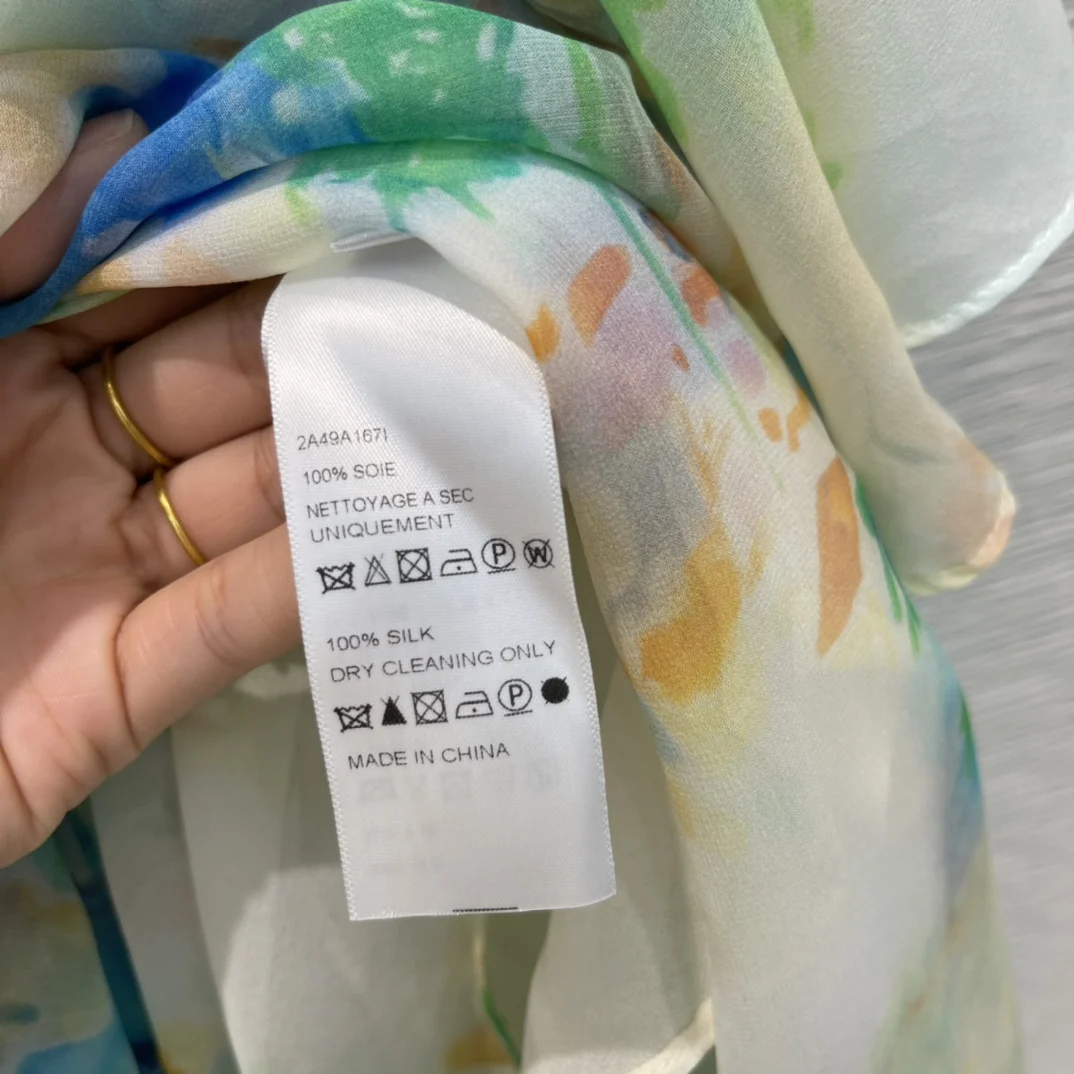 2A49A167I
100% SOIE
NETTOYAGE A SEC
UNIQUEMENT
P W
100% SILK
DRY CLEANING ONLY
P
MADE IN CHINA